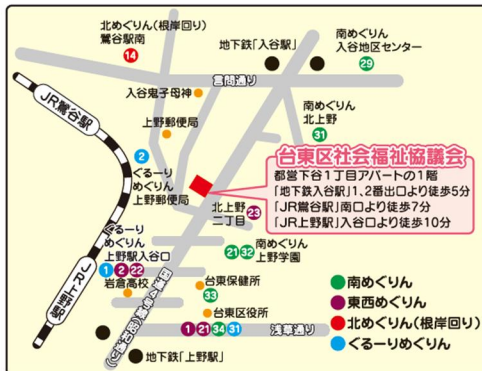 北めぐりん(根岸回り)
鶯谷駅南
14
地下鉄「入谷駅」
南めぐりん
入谷地区センター
29
言問通り
JR鶯谷駅
入谷鬼子母神
上野郵便局
南めぐりん
北上野
31
2
ぐるーり
めぐりん
上野郵便局
台東区社会福祉協議会
都営下谷1丁目アパートの1階
「地下鉄入谷駅」1、2番出口より徒歩5分
「JR鶯谷駅」南口より徒歩7分
「JR上野駅」入谷口より徒歩10分
北上野
二丁目
23
ぐるーり
めぐりん
上野駅入谷口
1 2 22
岩倉高校
21 32
南めぐりん
上野学園
JR上野駅
台東保健所
33
台東区役所
1 21 34 31
浅草通り
地下鉄「上野駅」
南めぐりん
東西めぐりん
北めぐりん(根岸回り)
ぐるーりめぐりん